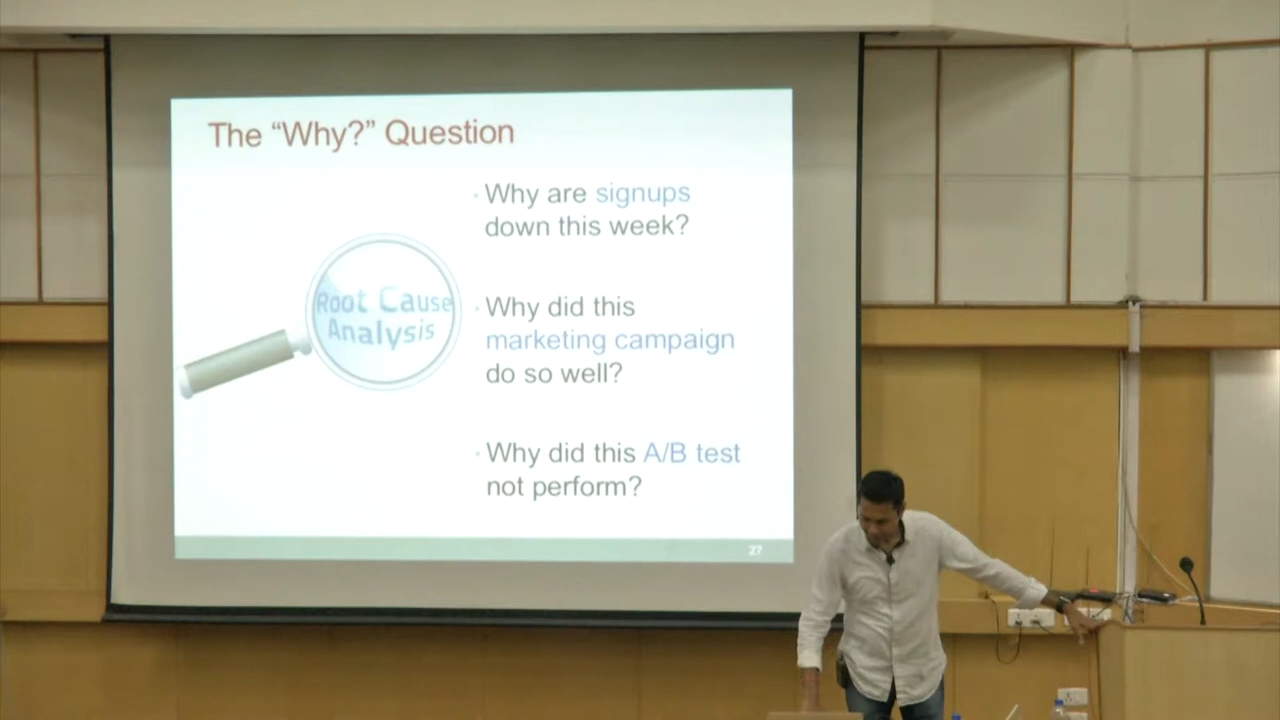 The “Why?” Question
· Why are signups
down this week?
Root Cause
Analysis
· Why did this
marketing campaign
do so well?
· Why did this A/B test
not perform?
27